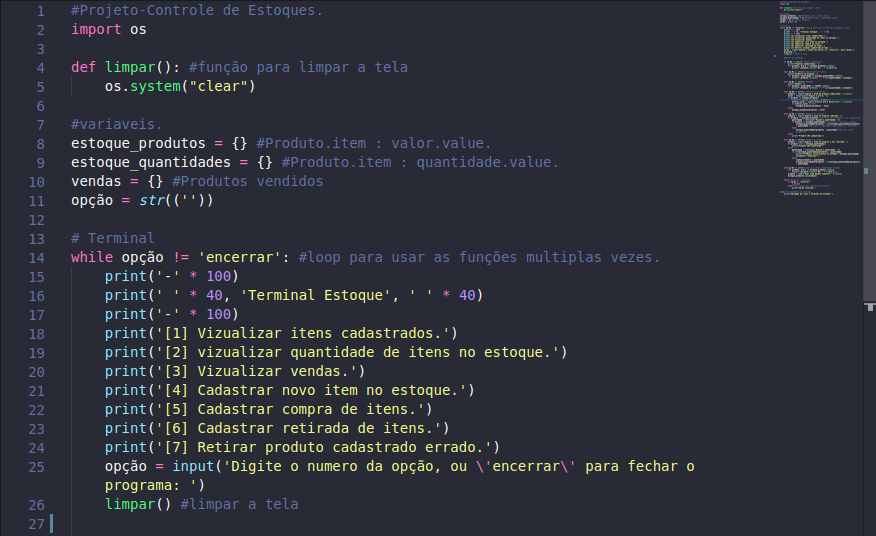 1 #Projeto-Controle de Estoques.
2 import os
3
4 def limpar(): #função para limpar a tela
5 os.system("clear")
6
7 #variaveis.
8 estoque_produtos = {} #Produto.item : valor.value.
9 estoque_quantidades = {} #Produto.item : quantidade.value.
10 vendas = {} #Produtos vendidos
11 opção = str((''))
12
13 # Terminal
14 while opção != 'encerrar': #loop para usar as funções multiplas vezes.
15 print('-' * 100)
16 print(' ' * 40, 'Terminal Estoque', ' ' * 40)
17 print('-' * 100)
18 print('[1] Vizualizar itens cadastrados.')
19 print('[2] vizualizar quantidade de itens no estoque.')
20 print('[3] Vizualizar vendas.')
21 print('[4] Cadastrar novo item no estoque.')
22 print('[5] Cadastrar compra de itens.')
23 print('[6] Cadastrar retirada de itens.')
24 print('[7] Retirar produto cadastrado errado.')
25 opção = input('Digite o numero da opção, ou \'encerrar\' para fechar o
programa: ')
26 limpar() #limpar a tela
27